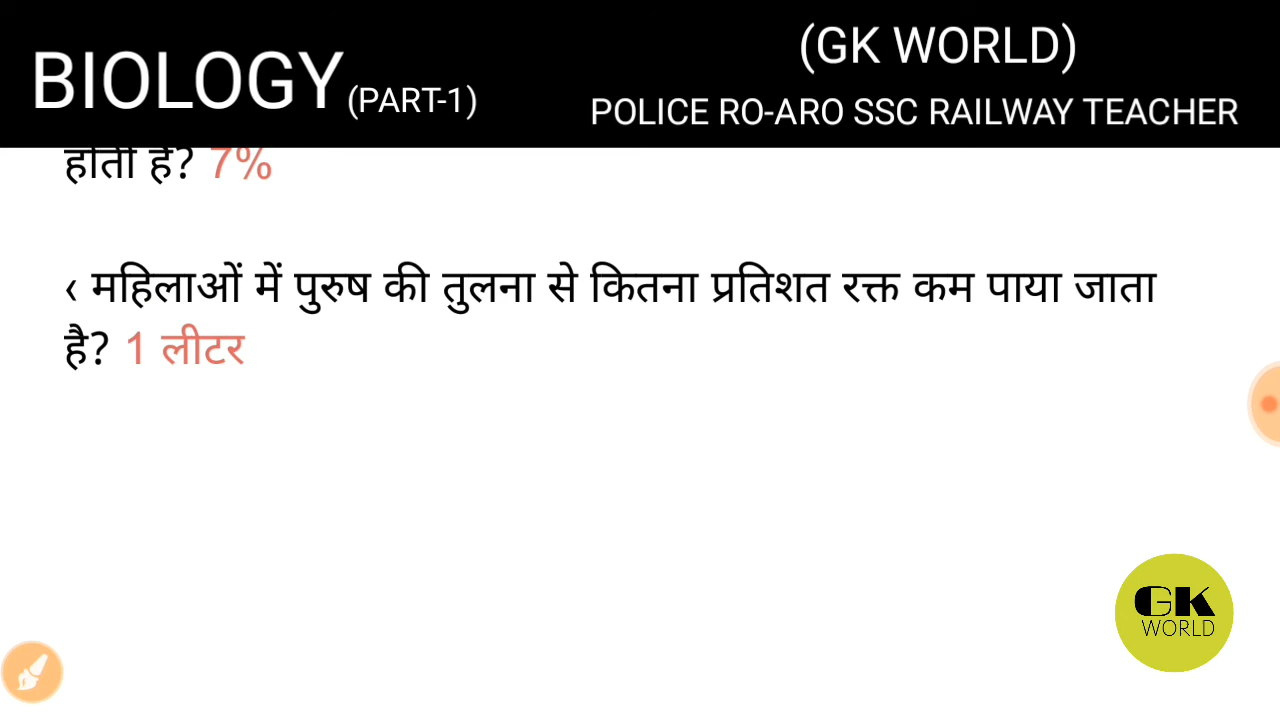 BIOLOGY (PART-1)
(GK WORLD)
POLICE RO-ARO SSC RAILWAY TEACHER
होती है? 7%
‹ महिलाओं में पुरुष की तुलना से कितना प्रतिशत रक्त कम पाया जाता
है? 1 लीटर
GK
WORLD